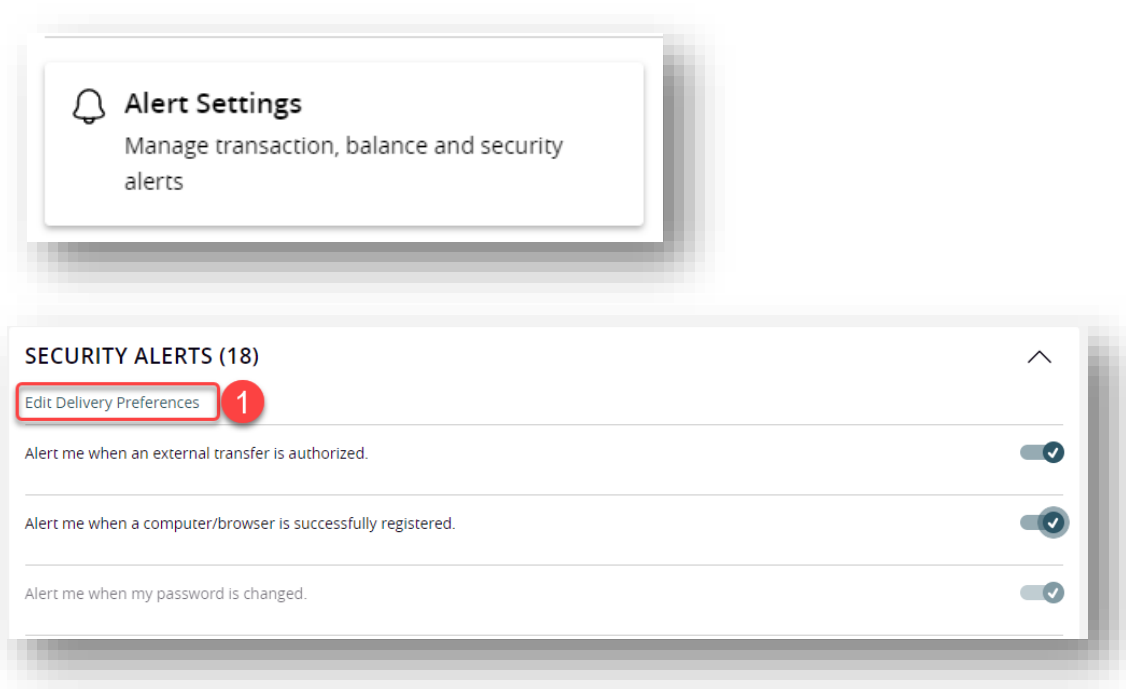 Alert Settings
Manage transaction, balance and security
alerts
SECURITY ALERTS (18)
Edit Delivery Preferences
1
Alert me when an external transfer is authorized.
Alert me when a computer/browser is successfully registered.
Alert me when my password is changed.